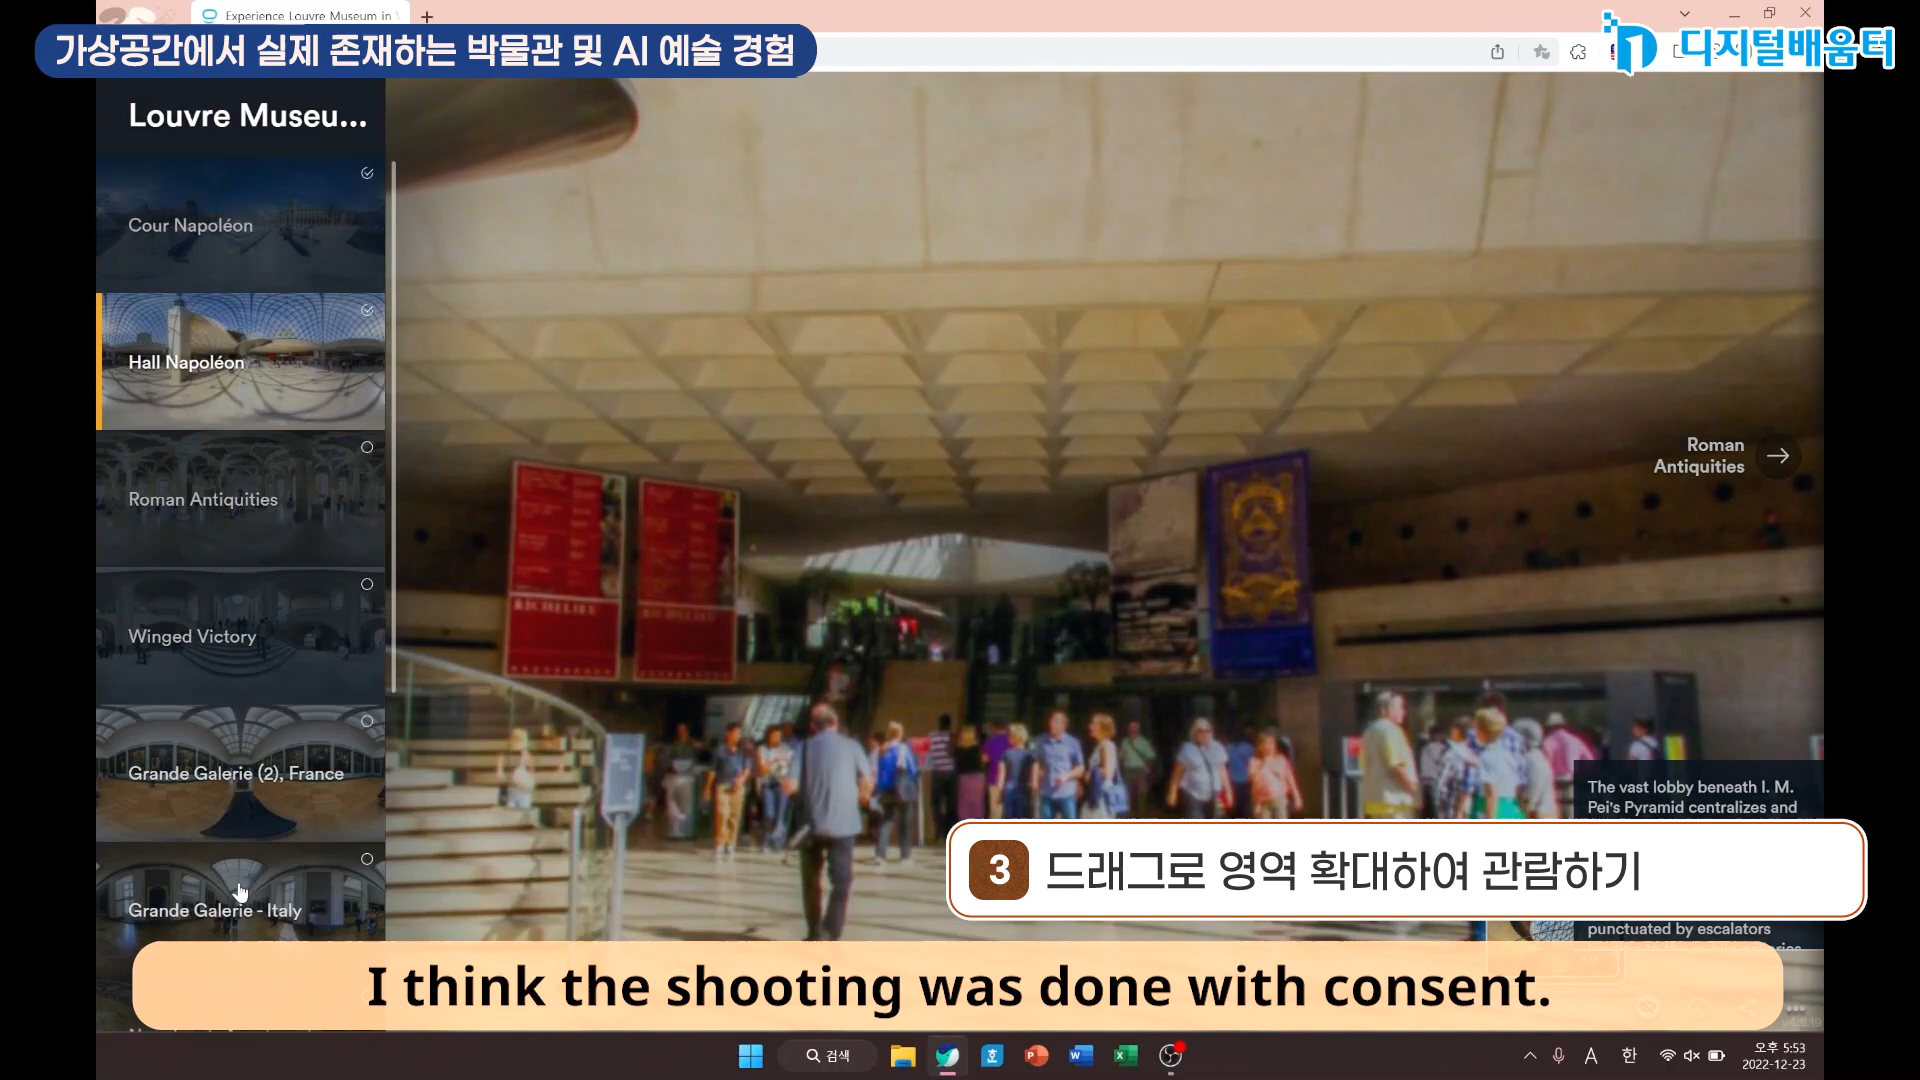 Experience Louvre Museum in
가상공간에서 실제 존재하는 박물관 및 AI 예술 경험
디지털배움터
Louvre Museu...
Cour Napoléon
Hall Napoléon
Roman Antiquities
Winged Victory
Grande Galerie (2), France
Grande Galerie - Italy
Roman
Antiquities
RICHELIEU
RICHELIEU
The vast lobby beneath I. M.
Pei's Pyramid centralizes and
3 드래그로 영역 확대하여 관람하기
punctuated by escalators
I think the shooting was done with consent.
검색
A
한
오후 5:53
2022-12-23